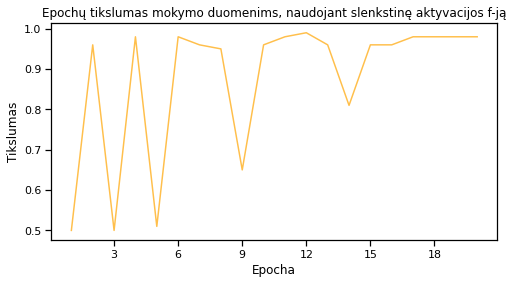 Epochų tikslumas mokymo duomenims, naudojant slenkstinę aktyvacijos f-ją
1.0
0.9
0.8
0.7
0.6
0.5
Tikslumas
3 6 9 12 15 18
Epocha